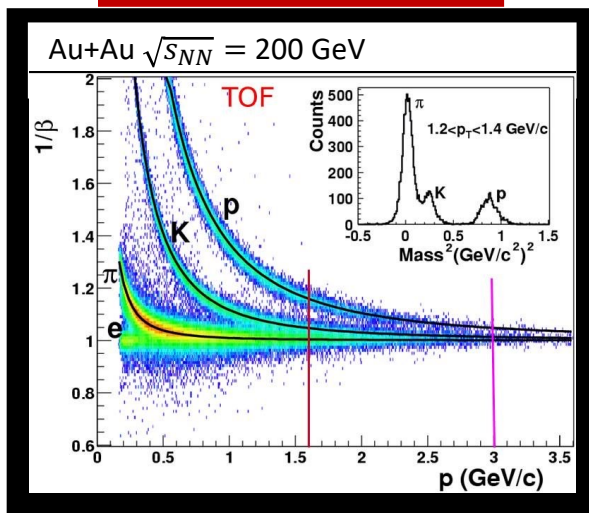 Au+Au √sNN = 200 GeV
TOF
1/β
2
1.8
1.6
1.4
1.2
1
0.8
0.6
0 0.5 1 1.5 2 2.5 3 3.5
p (GeV/c)
p
K
π
e
Counts
500
400
300
200
100
0
π
1.2<pT<1.4 GeV/c
K
p
-0.5 0 0.5 1 1.5
Mass²(GeV/c²)²